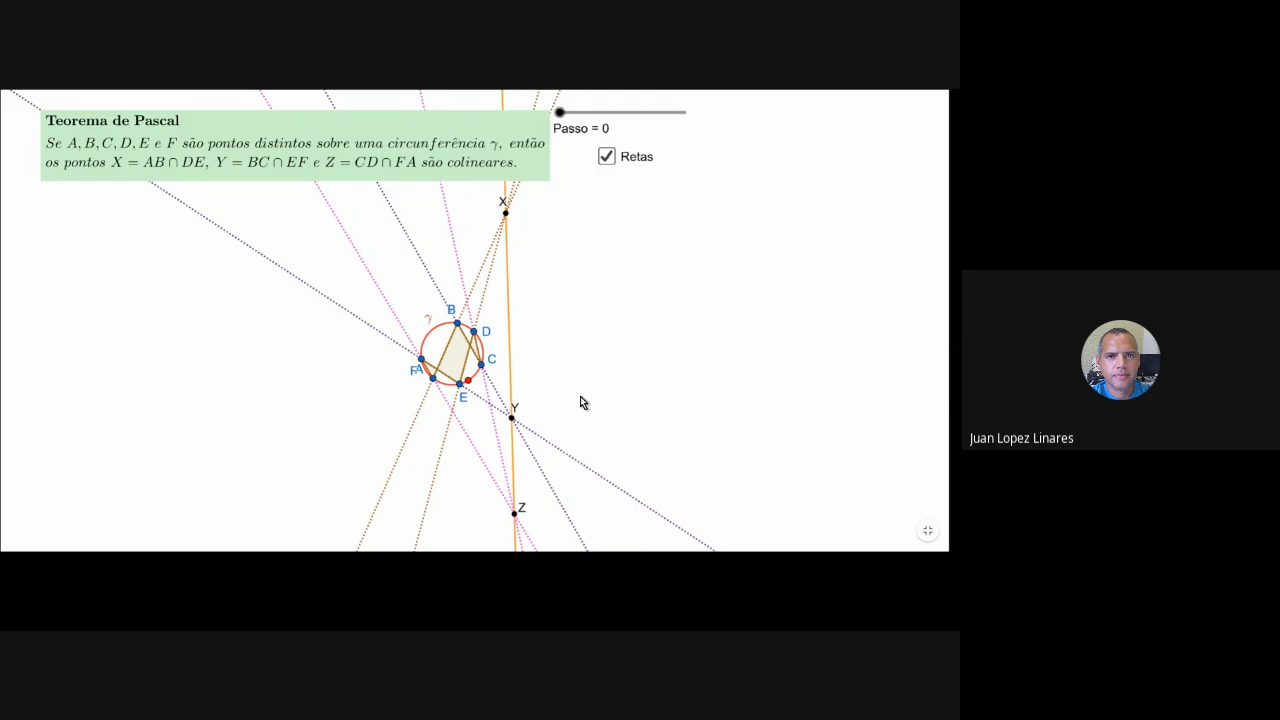 Teorema de Pascal
Se A, B, C, D, E e F são pontos distintos sobre uma circunferência γ, então
os pontos X = AB ∩ DE, Y = BC ∩ EF e Z = CD ∩ FA são colineares.
Passo = 0
Retas
X
B
γ
D
C
F
A
E
Y
Z
Juan Lopez Linares